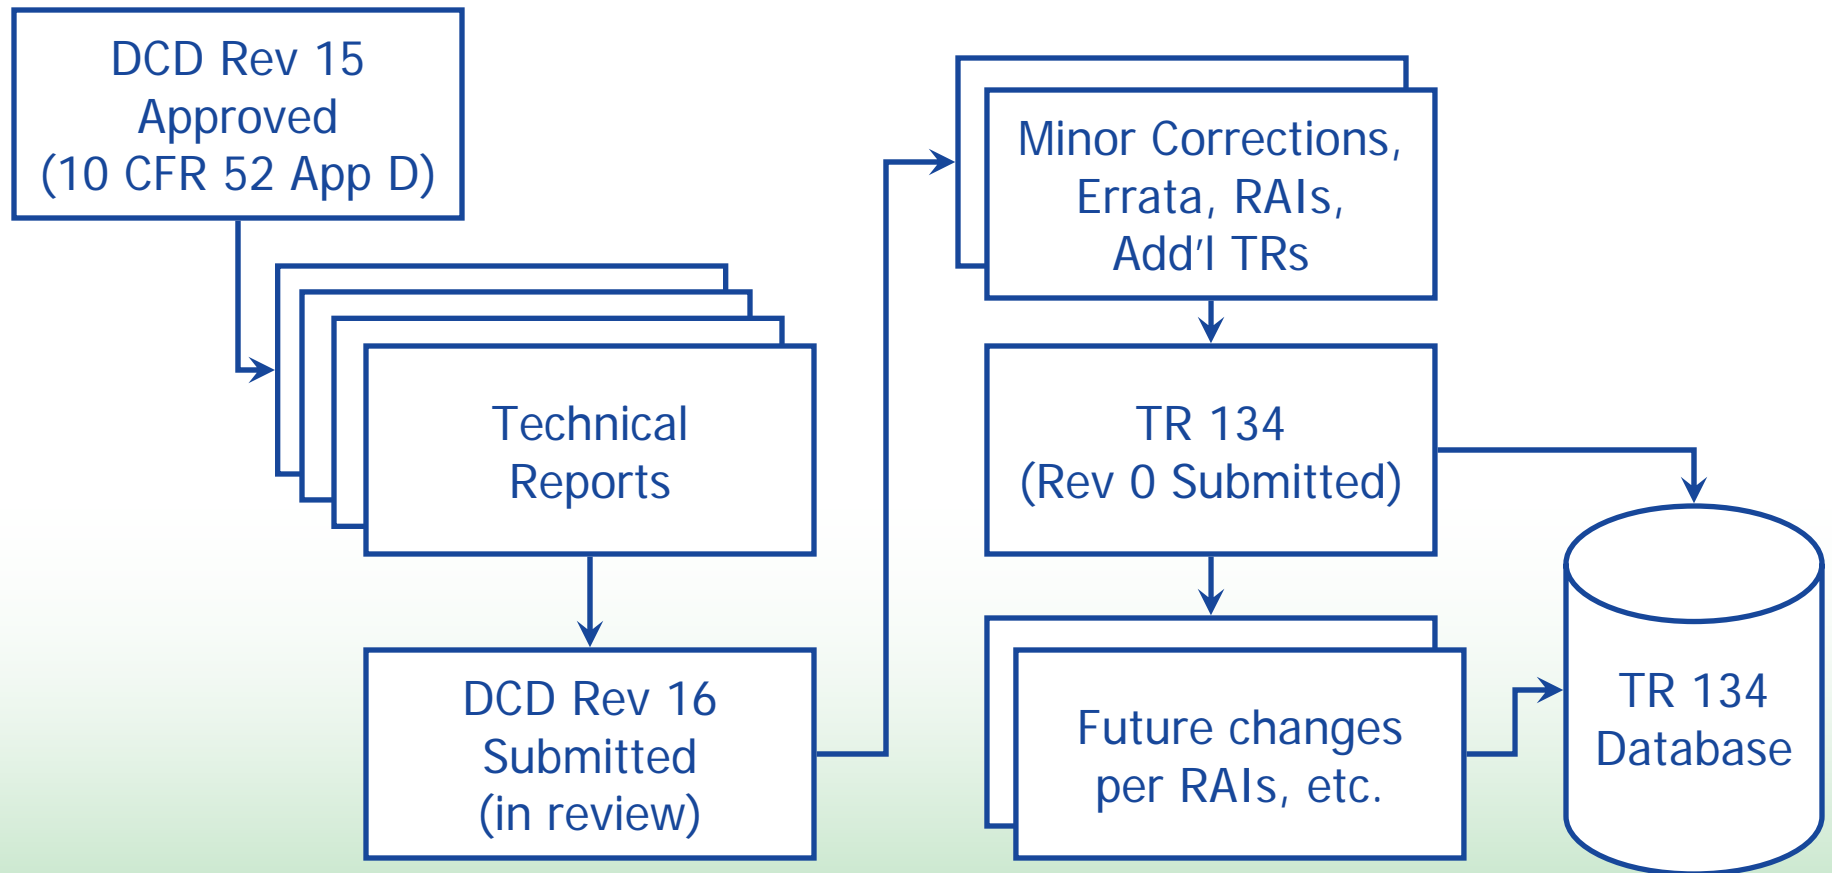 DCD Rev 15
Approved
(10 CFR 52 App D)
Technical
Reports
DCD Rev 16
Submitted
(in review)
Minor Corrections,
Errata, RAIs,
Add'l TRs
TR 134
(Rev 0 Submitted)
Future changes
per RAIs, etc.
TR 134
Database